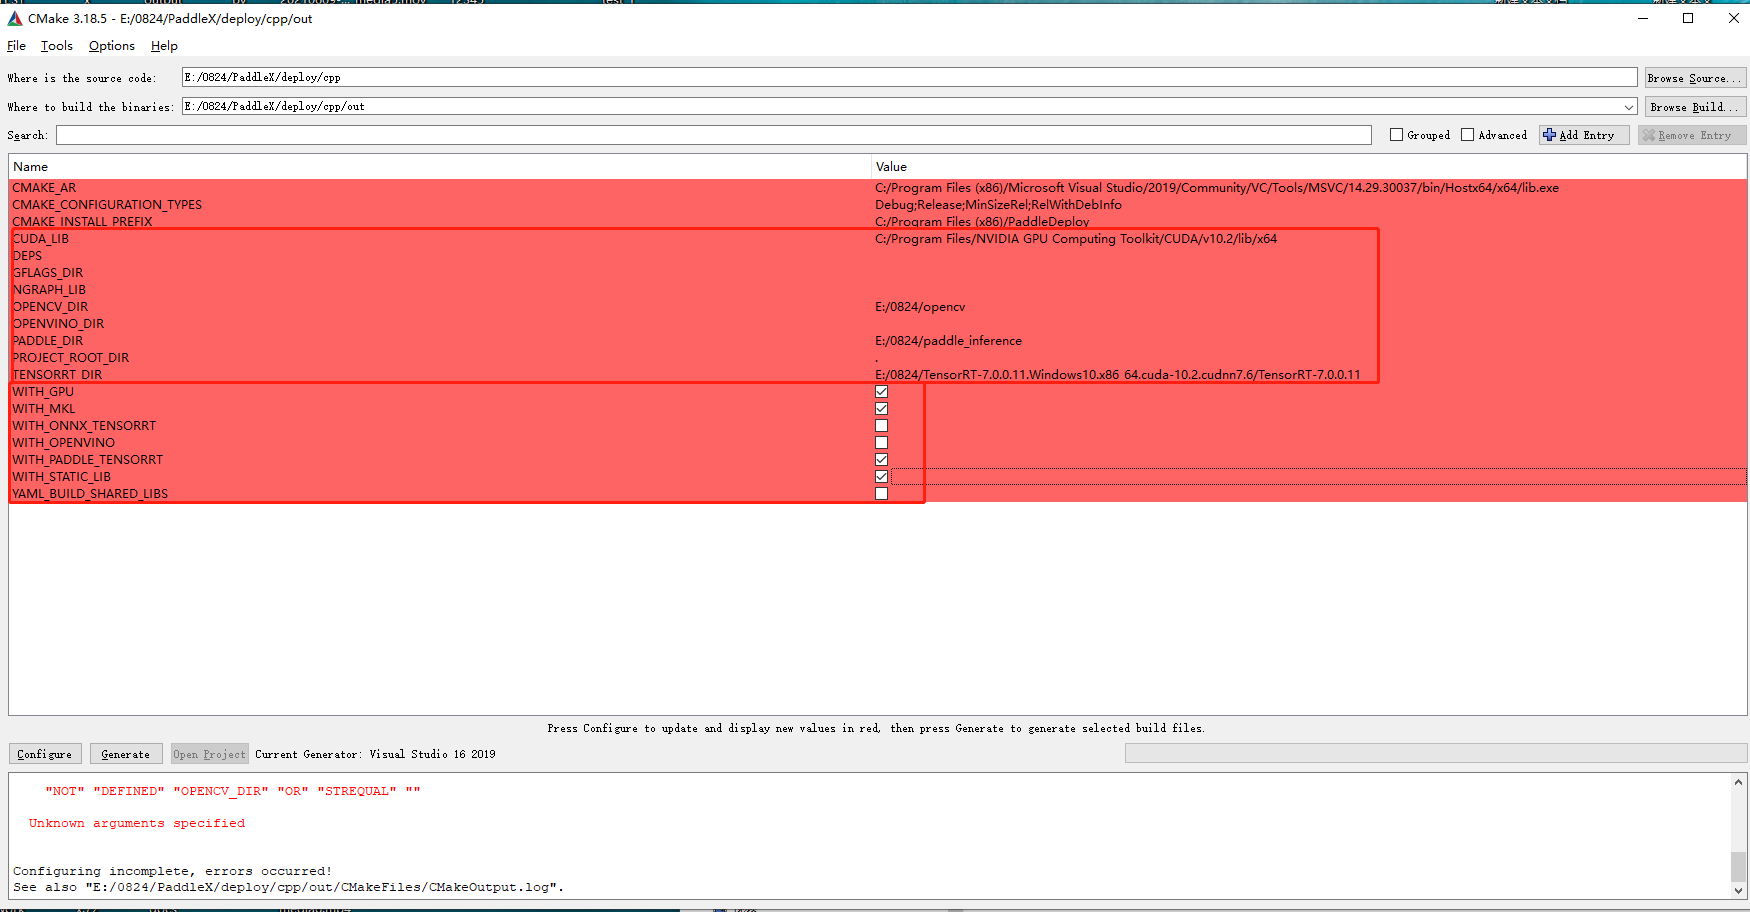 CMake 3.18.5 - E:/0824/PaddleX/deploy/cpp/out
File Tools Options Help
Where is the source code: E:/0824/PaddleX/deploy/cpp Browse Source...
Where to build the binaries: E:/0824/PaddleX/deploy/cpp/out Browse Build...
Search: Grouped Advanced Add Entry Remove Entry
Name Value
CMAKE_AR C:/Program Files (x86)/Microsoft Visual Studio/2019/Community/VC/Tools/MSVC/14.29.30037/bin/Hostx64/x64/lib.exe
CMAKE_CONFIGURATION_TYPES Debug;Release;MinSizeRel;RelWithDebInfo
CMAKE_INSTALL_PREFIX C:/Program Files (x86)/PaddleDeploy
CUDA_LIB C:/Program Files/NVIDIA GPU Computing Toolkit/CUDA/v10.2/lib/x64
DEPS
GFLAGS_DIR
NGRAPH_LIB
OPENCV_DIR E:/0824/opencv
OPENVINO_DIR
PADDLE_DIR E:/0824/paddle_inference
PROJECT_ROOT_DIR .
TENSORRT_DIR E:/0824/TensorRT-7.0.0.11.Windows10.x86_64.cuda-10.2.cudnn7.6/TensorRT-7.0.0.11
WITH_GPU
WITH_MKL
WITH_ONNX_TENSORRT
WITH_OPENVINO
WITH_PADDLE_TENSORRT
WITH_STATIC_LIB
YAML_BUILD_SHARED_LIBS
Press Configure to update and display new values in red, then press Generate to generate selected build files.
Configure Generate Open Project Current Generator: Visual Studio 16 2019
"NOT" "DEFINED" "OPENCV_DIR" "OR" "STREQUAL" ""
Unknown arguments specified
Configuring incomplete, errors occurred!
See also "E:/0824/PaddleX/deploy/cpp/out/CMakeFiles/CMakeOutput.log".